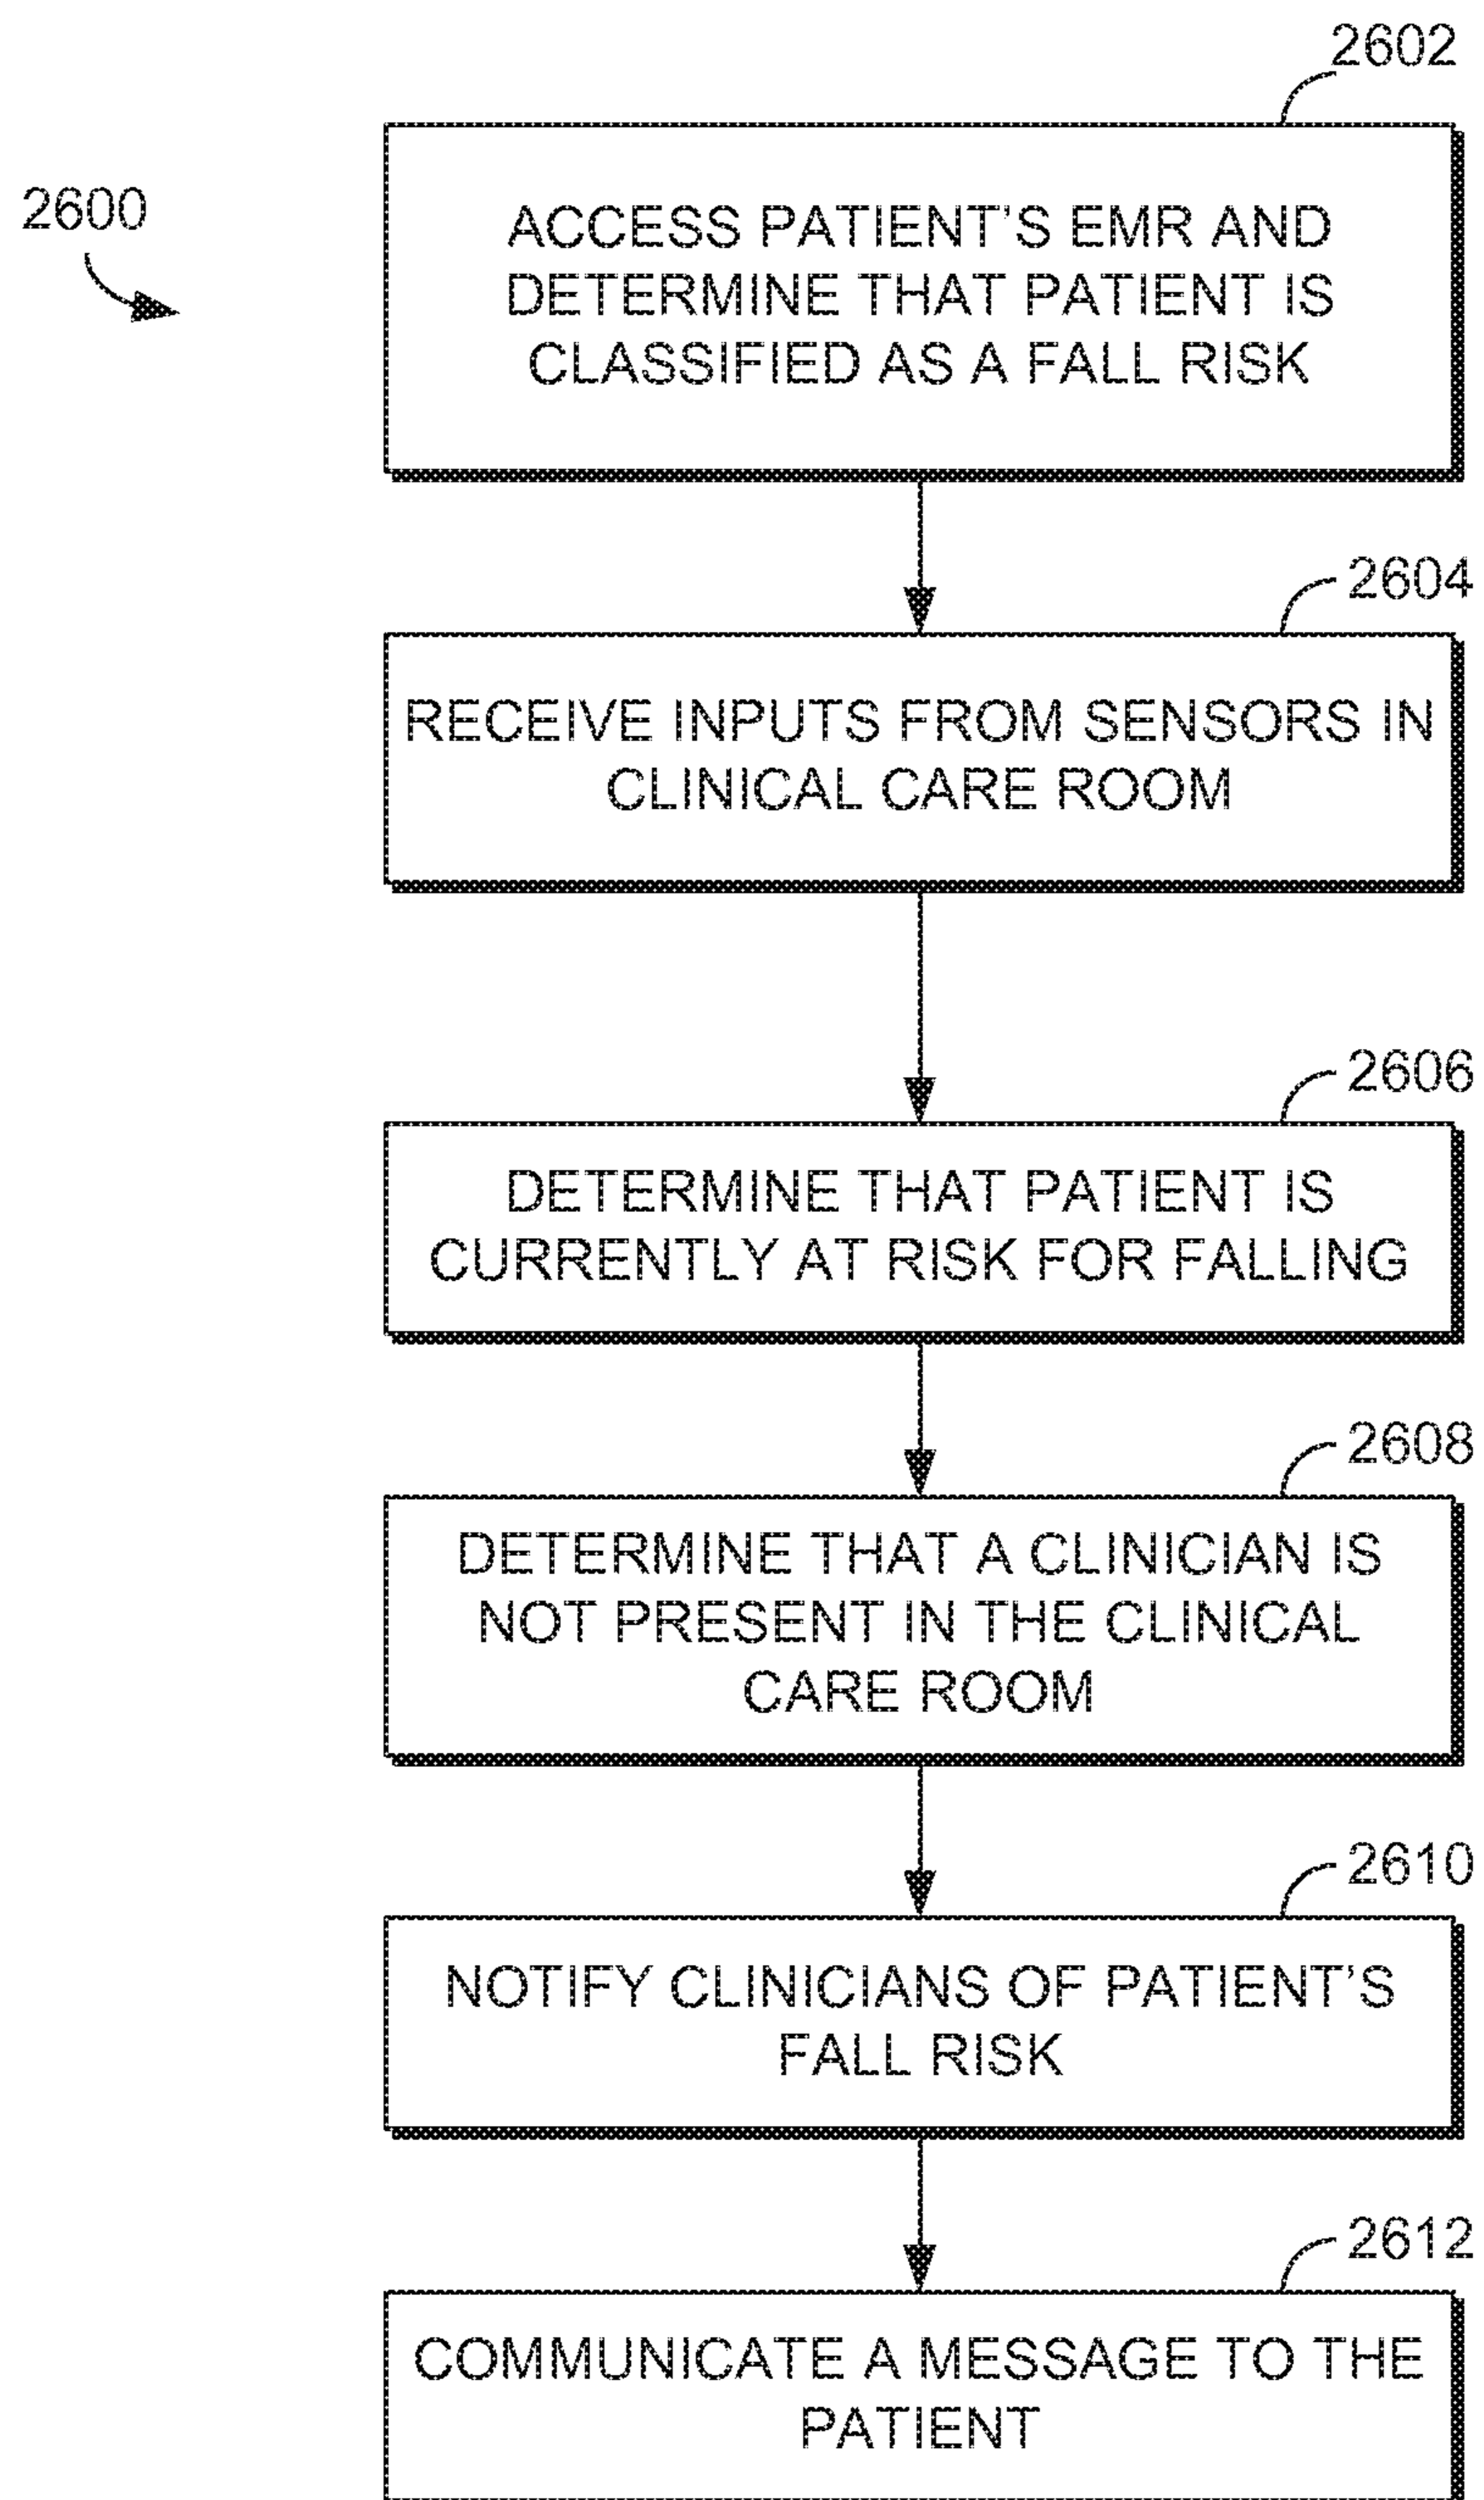 2602
2600
ACCESS PATIENT'S EMR AND
DETERMINE THAT PATIENT IS
CLASSIFIED AS A FALL RISK
2604
RECEIVE INPUTS FROM SENSORS IN
CLINICAL CARE ROOM
2606
DETERMINE THAT PATIENT IS
CURRENTLY AT RISK FOR FALLING
2608
DETERMINE THAT A CLINICIAN IS
NOT PRESENT IN THE CLINICAL
CARE ROOM
2610
NOTIFY CLINICIANS OF PATIENT'S
FALL RISK
2612
COMMUNICATE A MESSAGE TO THE
PATIENT